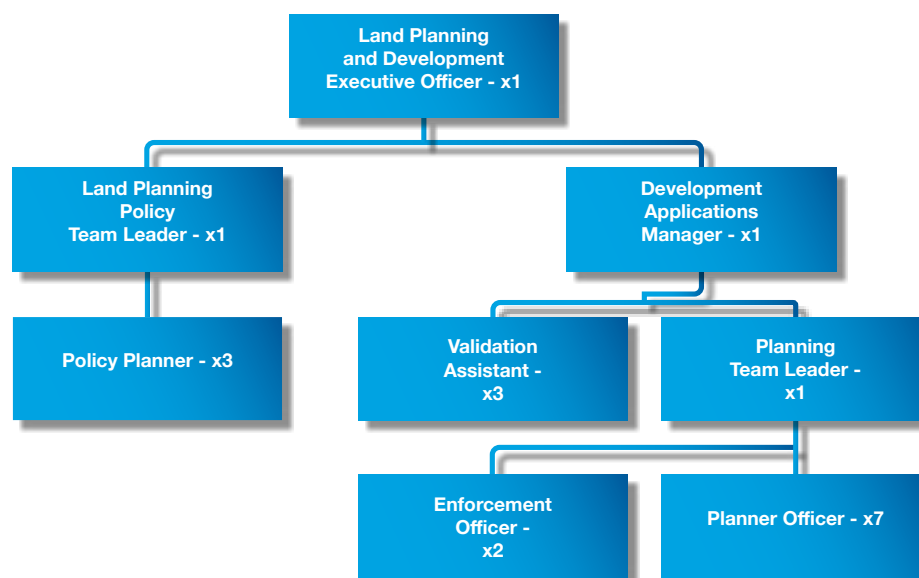 Land Planning
and Development
Executive Officer - x1
Land Planning
Policy
Team Leader - x1
Development
Applications
Manager - x1
Policy Planner - x3
Validation
Assistant -
x3
Planning
Team Leader -
x1
Enforcement
Officer -
x2
Planner Officer - x7